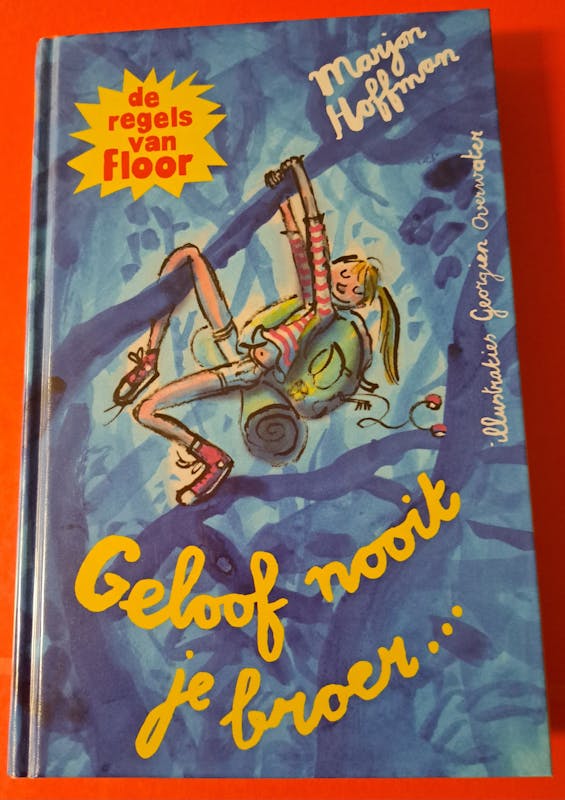 de
regels
van
floor
Marjon
Hoffman
illustraties Georgien Overwater
Geloof nooit
je broer...